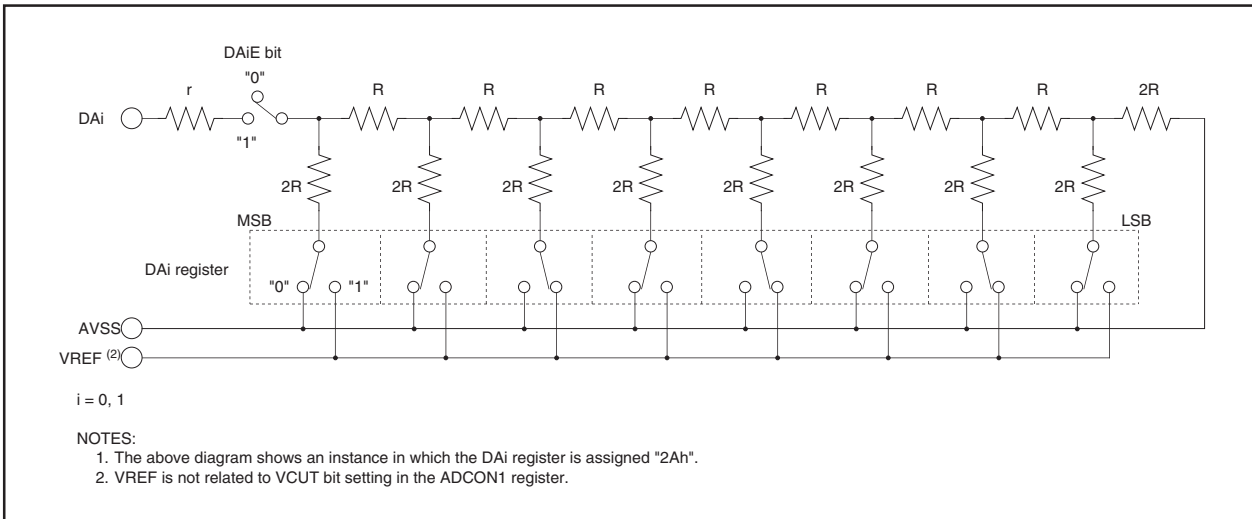 DAiE bit
"0"
r
R
R
R
R
R
R
R
2R
DAi
"1"
2R
2R
2R
2R
2R
2R
2R
2R
MSB
LSB
DAi register
"0"
"1"
AVSS
VREF (2)
i = 0, 1
NOTES:
1. The above diagram shows an instance in which the DAi register is assigned "2Ah".
2. VREF is not related to VCUT bit setting in the ADCON1 register.